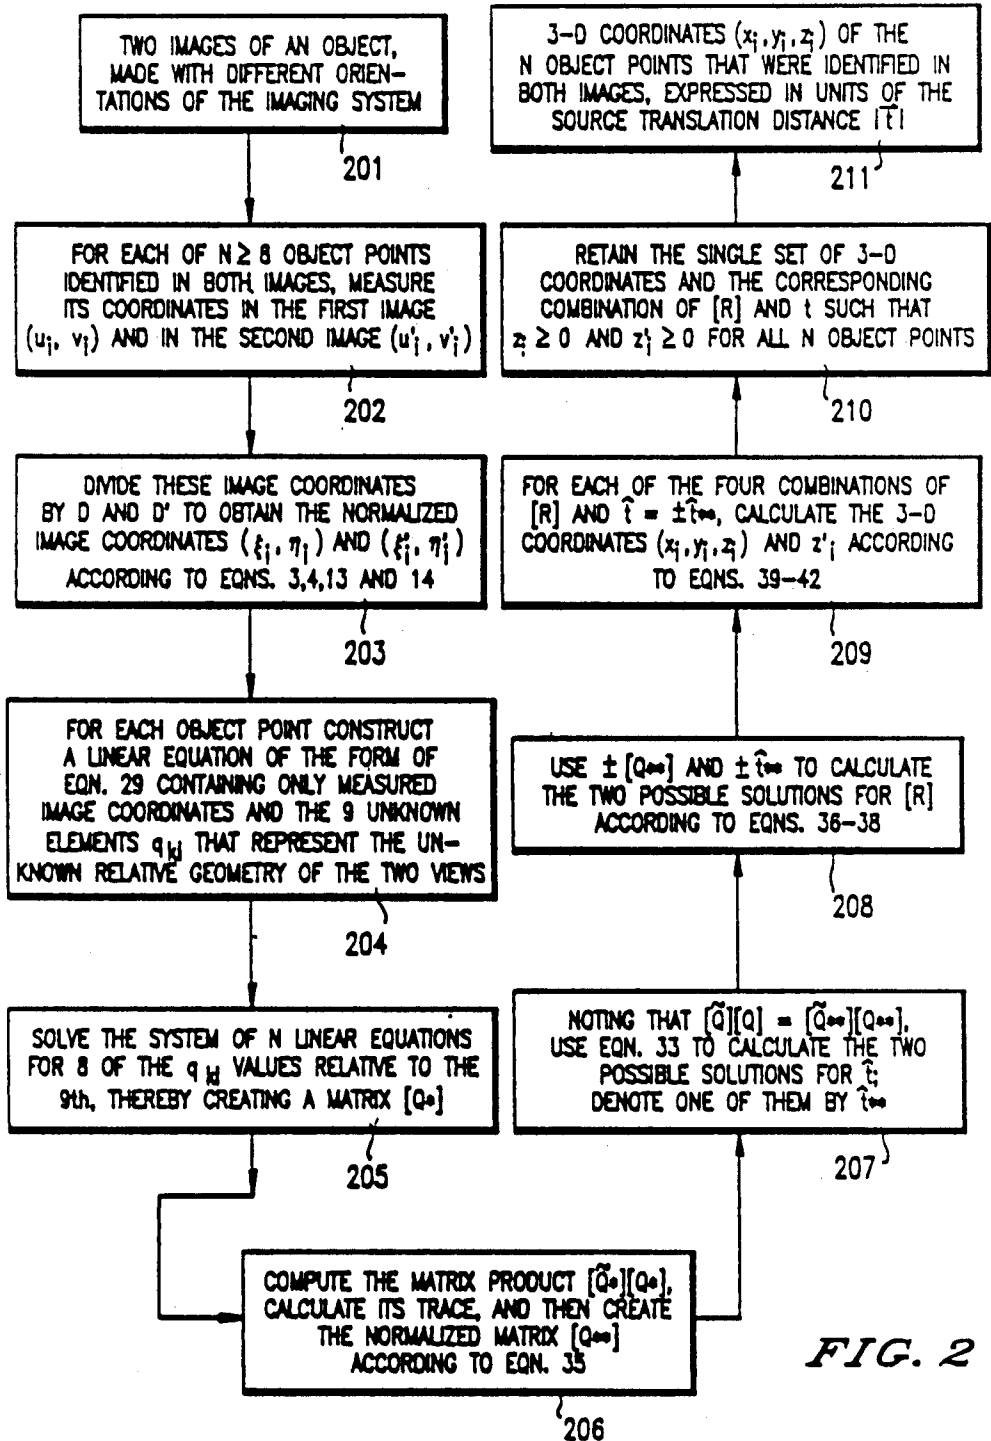 TWO IMAGES OF AN OBJECT,
MADE WITH DIFFERENT ORIEN-
TATIONS OF THE IMAGING SYSTEM
201
FOR EACH OF N ≥ 8 OBJECT POINTS
IDENTIFIED IN BOTH IMAGES, MEASURE
ITS COORDINATES IN THE FIRST IMAGE
(uᵢ, vᵢ) AND IN THE SECOND IMAGE (u'ᵢ, v'ᵢ)
202
DIVIDE THESE IMAGE COORDINATES
BY D AND D' TO OBTAIN THE NORMALIZED
IMAGE COORDINATES (ξᵢ, ηᵢ) AND (ξ'ᵢ, η'ᵢ)
ACCORDING TO EQNS. 3,4,13 AND 14
203
FOR EACH OBJECT POINT CONSTRUCT
A LINEAR EQUATION OF THE FORM OF
EQN. 29 CONTAINING ONLY MEASURED
IMAGE COORDINATES AND THE 9 UNKNOWN
ELEMENTS qₖₗ THAT REPRESENT THE UN-
KNOWN RELATIVE GEOMETRY OF THE TWO VIEWS
204
SOLVE THE SYSTEM OF N LINEAR EQUATIONS
FOR 8 OF THE qₖₗ VALUES RELATIVE TO THE
9th, THEREBY CREATING A MATRIX [Q*]
205
COMPUTE THE MATRIX PRODUCT [Q̃*][Q*],
CALCULATE ITS TRACE, AND THEN CREATE
THE NORMALIZED MATRIX [Q**]
ACCORDING TO EQN. 35
206
NOTING THAT [Q̃][Q] = [Q̃**][Q**],
USE EQN. 33 TO CALCULATE THE TWO
POSSIBLE SOLUTIONS FOR t̂;
DENOTE ONE OF THEM BY t̂**
207
USE ± [Q**] AND ± t̂** TO CALCULATE
THE TWO POSSIBLE SOLUTIONS FOR [R]
ACCORDING TO EQNS. 36-38
208
FOR EACH OF THE FOUR COMBINATIONS OF
[R] AND t̂ = ±t̂**, CALCULATE THE 3-D
COORDINATES (xᵢ, yᵢ, zᵢ) AND z'ᵢ ACCORDING
TO EQNS. 39-42
209
RETAIN THE SINGLE SET OF 3-D
COORDINATES AND THE CORRESPONDING
COMBINATION OF [R] AND t SUCH THAT
zᵢ ≥ 0 AND z'ᵢ ≥ 0 FOR ALL N OBJECT POINTS
210
3-D COORDINATES (xᵢ, yᵢ, zᵢ) OF THE
N OBJECT POINTS THAT WERE IDENTIFIED IN
BOTH IMAGES, EXPRESSED IN UNITS OF THE
SOURCE TRANSLATION DISTANCE |t⃗|
211
FIG. 2